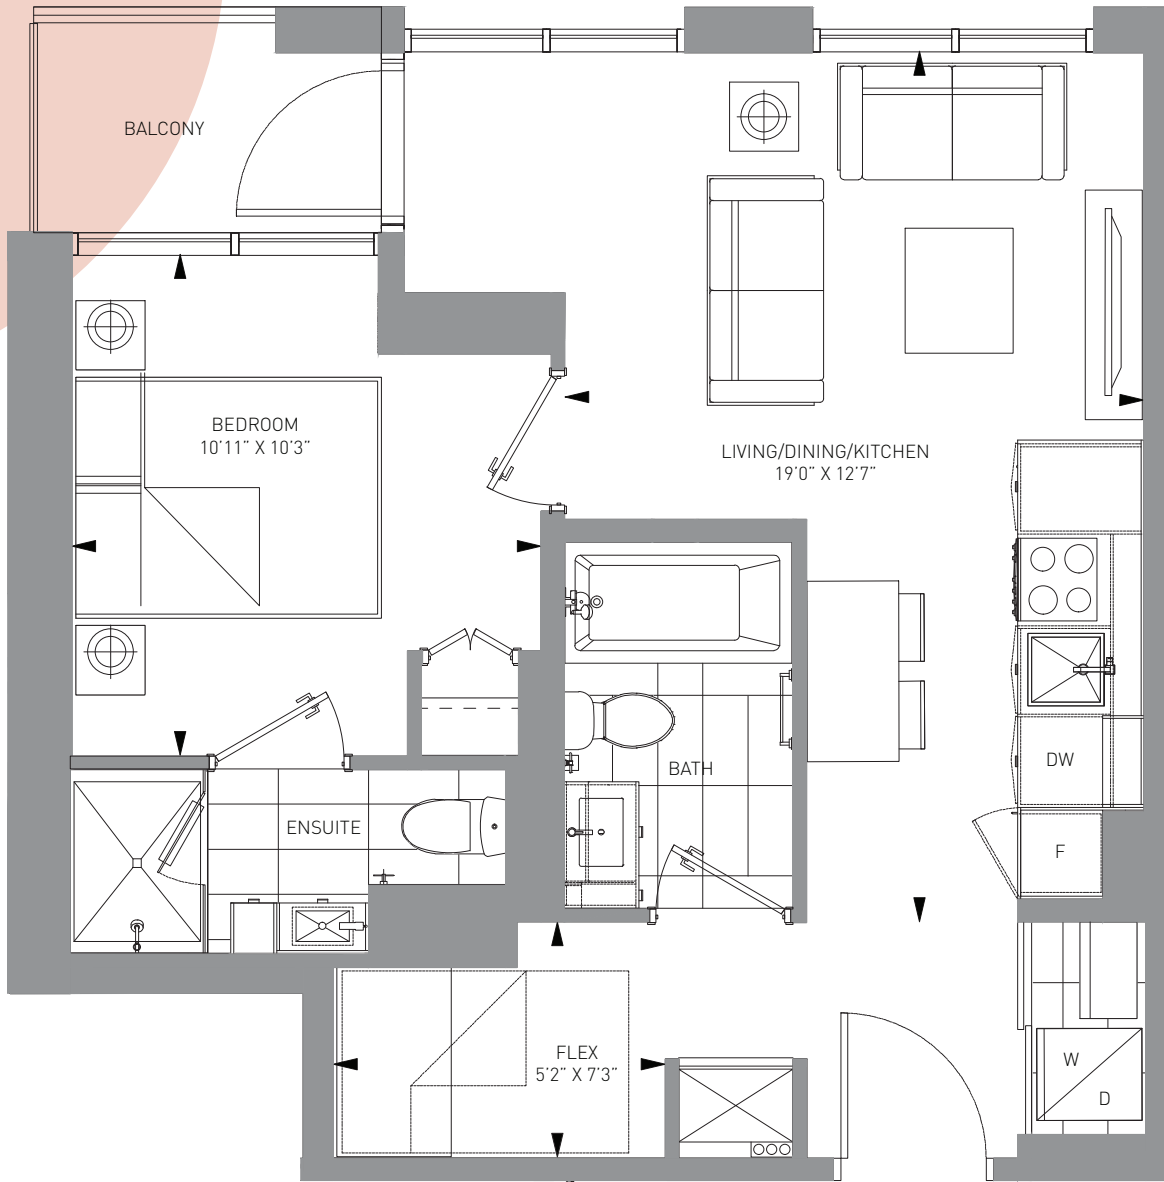 BALCONY
BEDROOM
10'11" X 10'3"
LIVING/DINING/KITCHEN
19'0" X 12'7"
DW
BATH
ENSUITE
F
FLEX
5'2" X 7'3"
W
D